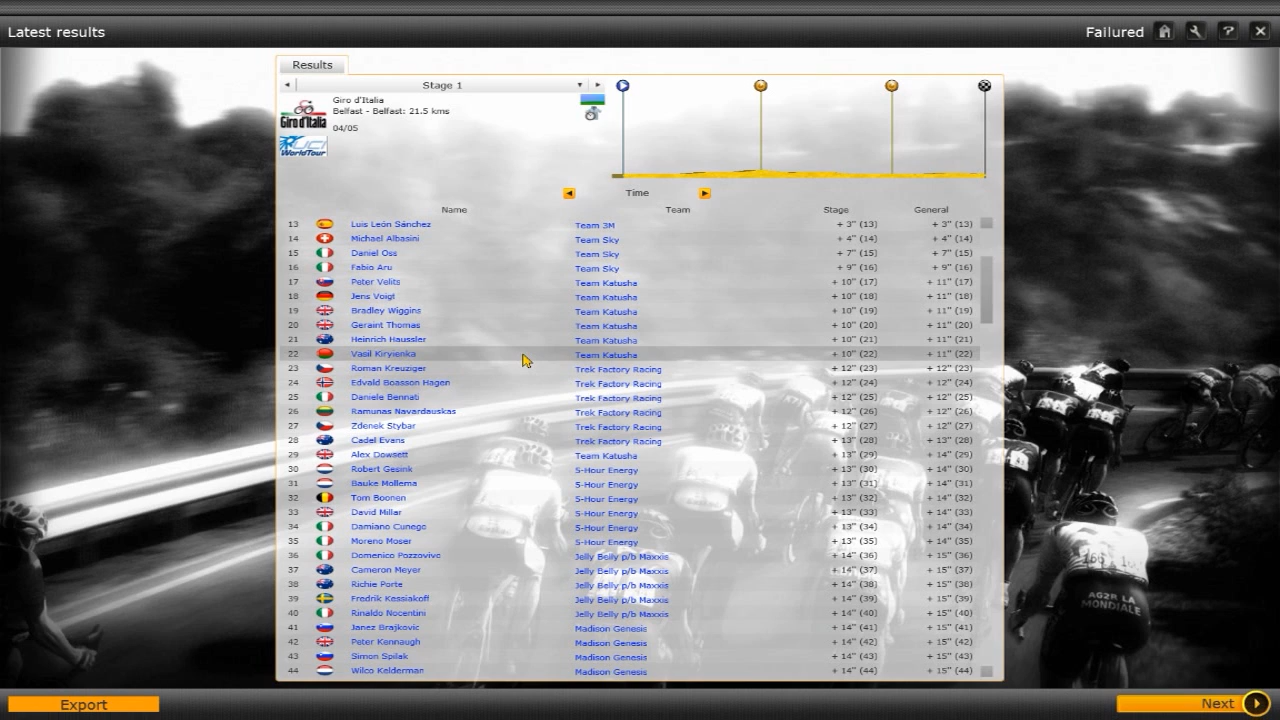 Latest results
Failured
Results
Stage 1
Giro d'Italia
Belfast - Belfast: 21.5 kms
04/05
Giro d'Italia
UCI
WorldTour
Time
Name Team Stage General
13 Luis León Sánchez Team 3M + 3'' (13) + 3'' (13)
14 Michael Albasini Team Sky + 4'' (14) + 4'' (14)
15 Daniel Oss Team Sky + 7'' (15) + 7'' (15)
16 Fabio Aru Team Sky + 9'' (16) + 9'' (16)
17 Peter Velits Team Katusha + 10'' (17) + 11'' (17)
18 Jens Voigt Team Katusha + 10'' (18) + 11'' (18)
19 Bradley Wiggins Team Katusha + 10'' (19) + 11'' (19)
20 Geraint Thomas Team Katusha + 10'' (20) + 11'' (20)
21 Heinrich Haussler Team Katusha + 10'' (21) + 11'' (21)
22 Vasil Kiryienka Team Katusha + 10'' (22) + 11'' (22)
23 Roman Kreuziger Trek Factory Racing + 12'' (23) + 12'' (23)
24 Edvald Boasson Hagen Trek Factory Racing + 12'' (24) + 12'' (24)
25 Daniele Bennati Trek Factory Racing + 12'' (25) + 12'' (25)
26 Ramunas Navardauskas Trek Factory Racing + 12'' (26) + 12'' (26)
27 Zdenek Stybar Trek Factory Racing + 12'' (27) + 12'' (27)
28 Cadel Evans Trek Factory Racing + 13'' (28) + 13'' (28)
29 Alex Dowsett Team Katusha + 13'' (29) + 14'' (29)
30 Robert Gesink 5-Hour Energy + 13'' (30) + 14'' (30)
31 Bauke Mollema 5-Hour Energy + 13'' (31) + 14'' (31)
32 Tom Boonen 5-Hour Energy + 13'' (32) + 14'' (32)
33 David Millar 5-Hour Energy + 13'' (33) + 14'' (33)
34 Damiano Cunego 5-Hour Energy + 13'' (34) + 14'' (34)
35 Moreno Moser 5-Hour Energy + 13'' (35) + 14'' (35)
36 Domenico Pozzovivo Jelly Belly p/b Maxxis + 14'' (36) + 15'' (36)
37 Cameron Meyer Jelly Belly p/b Maxxis + 14'' (37) + 15'' (37)
38 Richie Porte Jelly Belly p/b Maxxis + 14'' (38) + 15'' (38)
39 Fredrik Kessiakoff Jelly Belly p/b Maxxis + 14'' (39) + 15'' (39)
40 Rinaldo Nocentini Jelly Belly p/b Maxxis + 14'' (40) + 15'' (40)
41 Janez Brajkovic Madison Genesis + 14'' (41) + 15'' (41)
42 Peter Kennaugh Madison Genesis + 14'' (42) + 15'' (42)
43 Simon Spilak Madison Genesis + 14'' (43) + 15'' (43)
44 Wilco Kelderman Madison Genesis + 14'' (44) + 15'' (44)
AG2R LA
MONDIALE
Export
Next